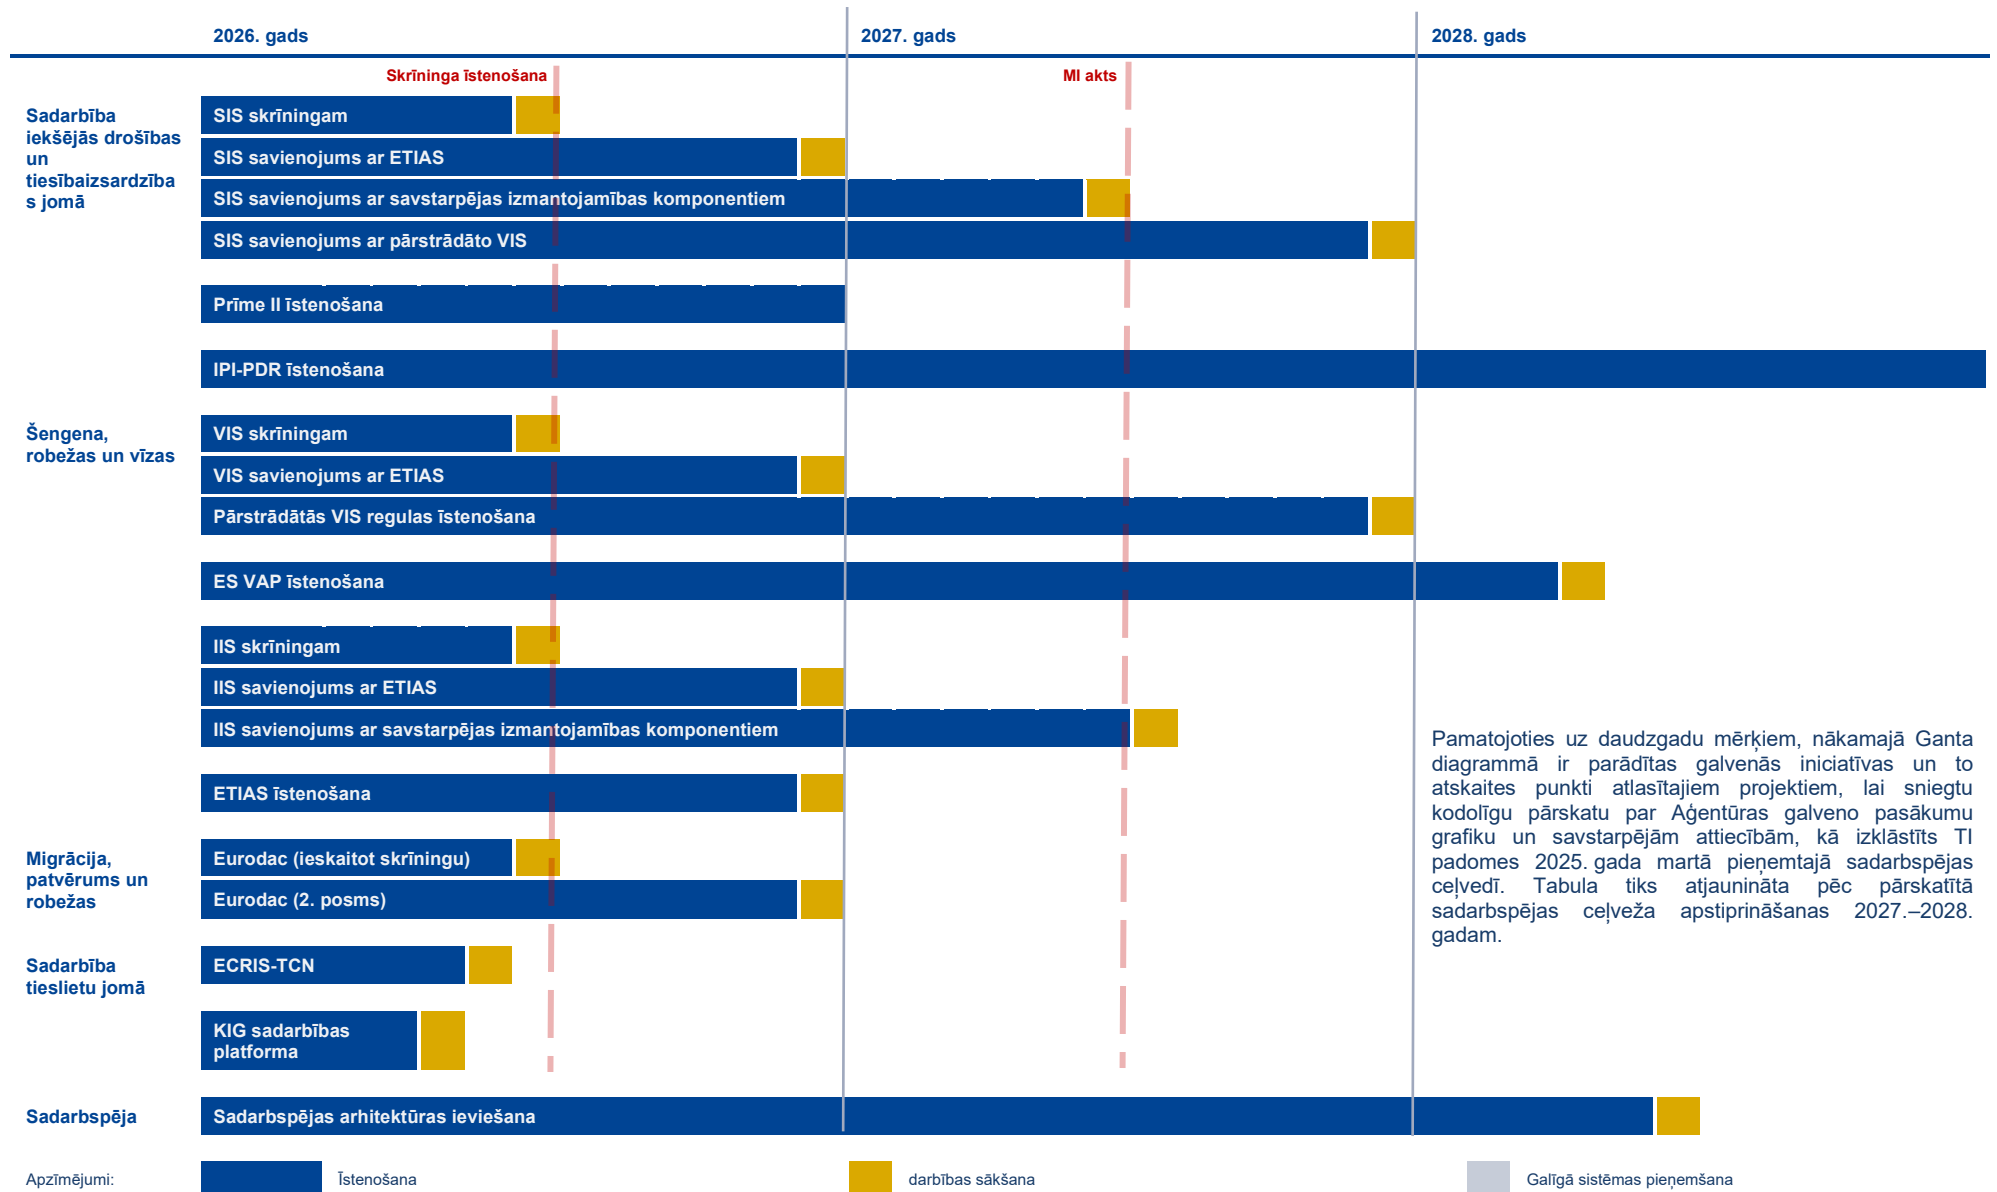 2026. gads
2027. gads
2028. gads
Skrīninga īstenošana
MI akts
Sadarbība
iekšējās drošības
un
tiesībaizsardzība
s jomā
SIS skrīningam
SIS savienojums ar ETIAS
SIS savienojums ar savstarpējas izmantojamības komponentiem
SIS savienojums ar pārstrādāto VIS
Prīme II īstenošana
IPI-PDR īstenošana
Šengena,
robežas un vīzas
VIS skrīningam
VIS savienojums ar ETIAS
Pārstrādātās VIS regulas īstenošana
ES VAP īstenošana
IIS skrīningam
IIS savienojums ar ETIAS
IIS savienojums ar savstarpējas izmantojamības komponentiem
ETIAS īstenošana
Pamatojoties uz daudzgadu mērķiem, nākamajā Ganta
diagrammā ir parādītas galvenās iniciatīvas un to
atskaites punkti atlasītajiem projektiem, lai sniegtu
kodolīgu pārskatu par Aģentūras galveno pasākumu
grafiku un savstarpējām attiecībām, kā izklāstīts TI
padomes 2025. gada martā pieņemtajā sadarbspējas
ceļvedī. Tabula tiks atjaunināta pēc pārskatītā
sadarbspējas ceļveža apstiprināšanas 2027.–2028.
gadam.
Migrācija,
patvērums un
robežas
Eurodac (ieskaitot skrīningu)
Eurodac (2. posms)
Sadarbība
tieslietu jomā
ECRIS-TCN
KIG sadarbības
platforma
Sadarbspēja
Sadarbspējas arhitektūras ieviešana
Apzīmējumi:
Īstenošana
darbības sākšana
Galīgā sistēmas pieņemšana